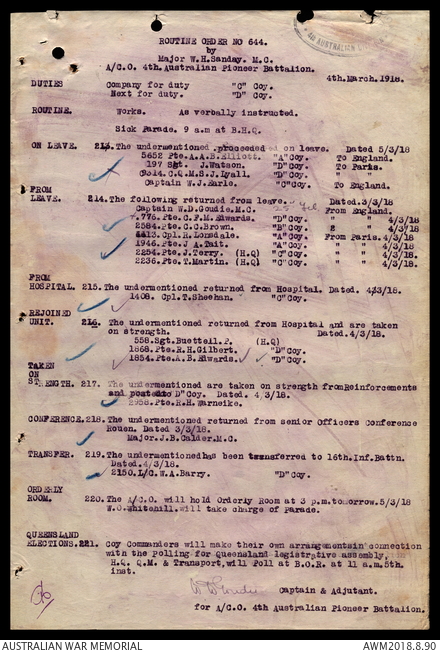 ROUTINE ORDER NO 644.
by
Major W.H.Sanday. M.C.
A/C.O. 4th.Australian Pioneer Battalion.
4th.March.1918.
DUTIES Company for duty "C" Coy.
Next for duty. "D" Coy.
ROUTINE. Works. As verbally instructed.
Sick Parade. 9 a.m at B.H.Q.
ON LEAVE. 213.The undermentioned proceeded on leave. Dated 5/3/18
5652 Pte.A.A.B.Elliott. "A"Coy. To England.
197 Sgt. J.Watson. "D"Coy. To Paris.
C.Q.M.S.J.Lyall. "D"Coy. "
Captain W.J.Earle. "C"Coy. To England.
FROM
LEAVE. 214.The following returned from leave. Dated.3/3/18
Captain W.D.Goudie.M.C. From England.
776.Pte.C.F.M.Edwards. "D"Coy. " " 4/3/18
2584.Pte.C.C.Brown. "B"Coy. " 4/3/18
Cpl.R.Lonsdale. "A"Coy. From Paris.4/3/18
1946.Pte.J.A.Tait. "A"Coy. " " 4/3/18
2254.Pte.J.Terry. (H.Q) "C"Coy. " " 4/3/18
2236.Pte.T.Martin. (H.Q) "C"Coy. " " 4/3/18.
FROM
HOSPITAL. 215.The undermentioned returned from Hospital. Dated. 4/3/18.
1408. Cpl.T.Sheehan. "C"Coy.
REJOINED
UNIT. 216. The undermentioned returned from Hospital and are taken
on strength. Dated.4/3/18.
558.Sgt.Buettell.P. (H.Q)
1868.Pte.R.H.Gilbert. "D"Coy.
1854.Pte.A.B.Edwards. "D"Coy.
TAKEN
ON
STRENGTH. 217. The undermentioned are taken on strength fromReinforcements
and posted "D"Coy. Dated. 4/3/18.
2958.Pte.R.H.Warneike.
CONFERENCE.218.The undermentioned returned from senior Officers Conference
Rouen. Dated 3/3/18.
Major.J.B.Calder.M.C.
TRANSFER. 219.The undermentionedhas been transferred to 16th.Inf.Battn.
Dated.4/3/18.
2150.L/C.W.A.Barry. "D"Coy.
ORDERLY
ROOM. 220.The A/C.O. will hold Orderly Room at 3 p.m.tomorrow.5/3/18
W.O.Shitehill.will take charge of Parade.
QUEENSLAND
ELECTIONS.221. Coy Commanders will make their own arrangementsin connection
with the polling for Queensland legistrative assembly,
H.Q. Q.M. & Transport,will Poll at B.O.R. at 11 a.m.5th.
inst.
W D Goudie Captain & Adjutant.
for A/C.O. 4th Australian Pioneer Battalion.
AUSTRALIAN WAR MEMORIAL AWM2018.8.90